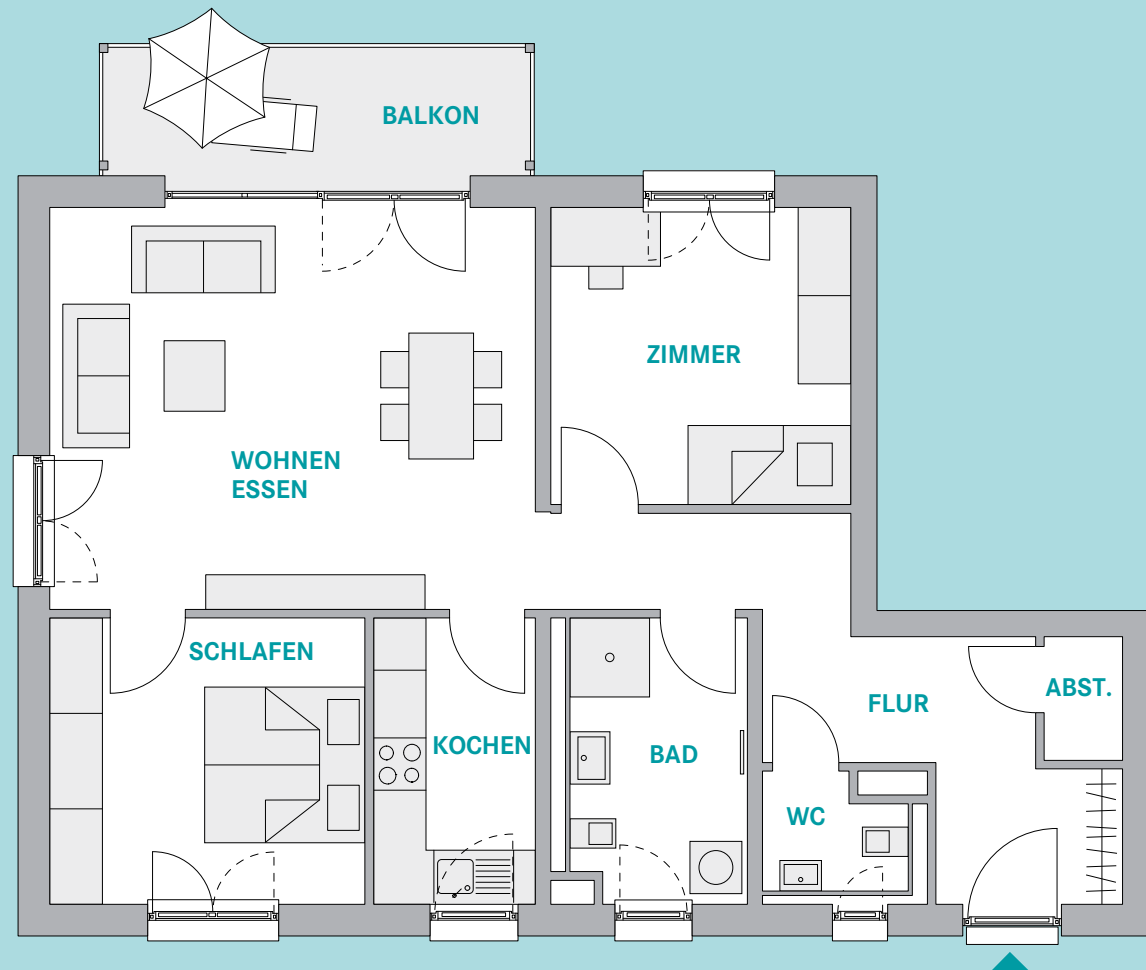 BALKON
ZIMMER
WOHNEN
ESSEN
SCHLAFEN
KOCHEN
BAD
WC
FLUR
ABST.